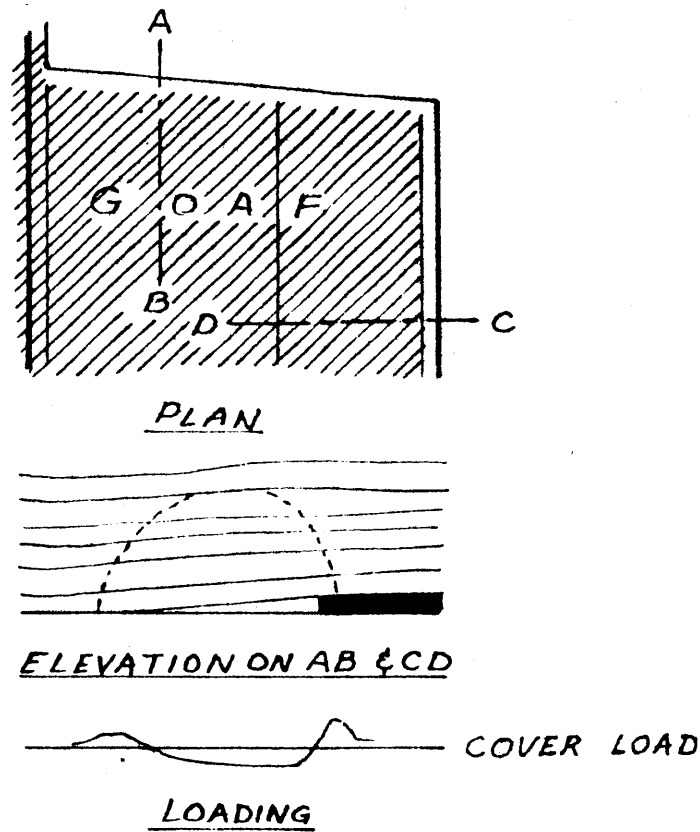 A
G O A F
B
D C
PLAN
ELEVATION ON AB & CD
COVER LOAD
LOADING